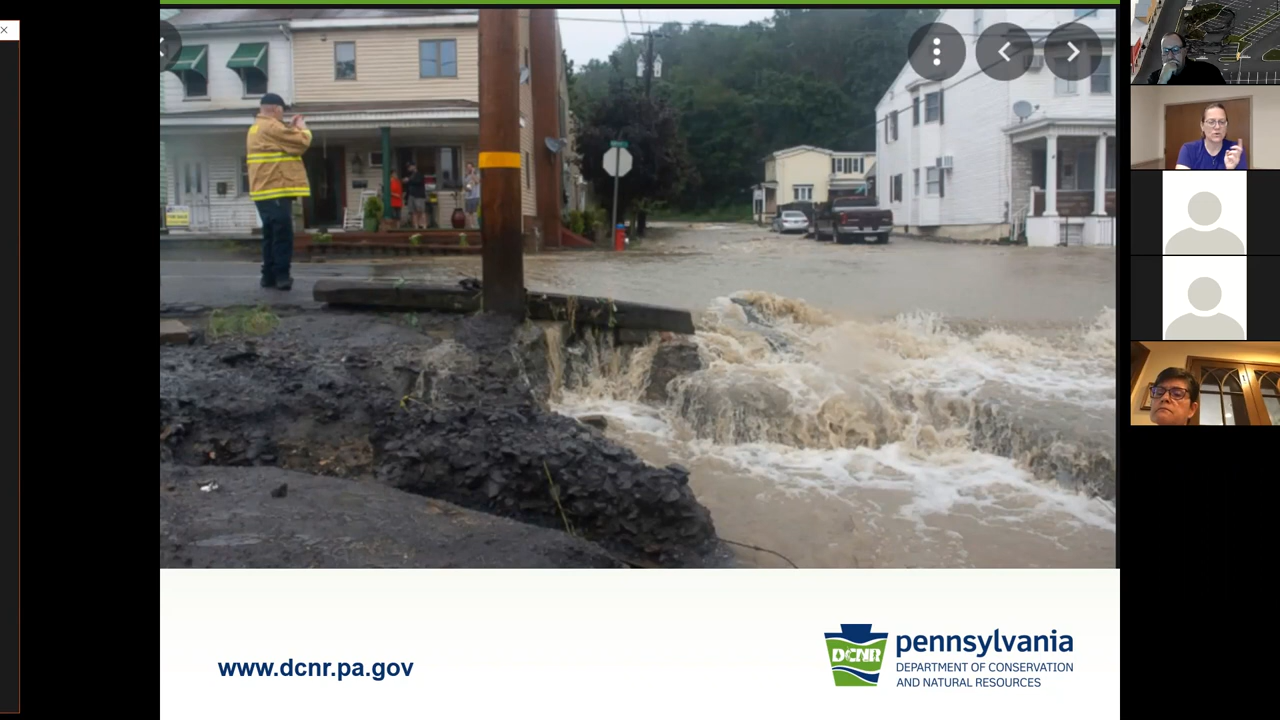 www.dcnr.pa.gov
DCNR
pennsylvania
DEPARTMENT OF CONSERVATION
AND NATURAL RESOURCES